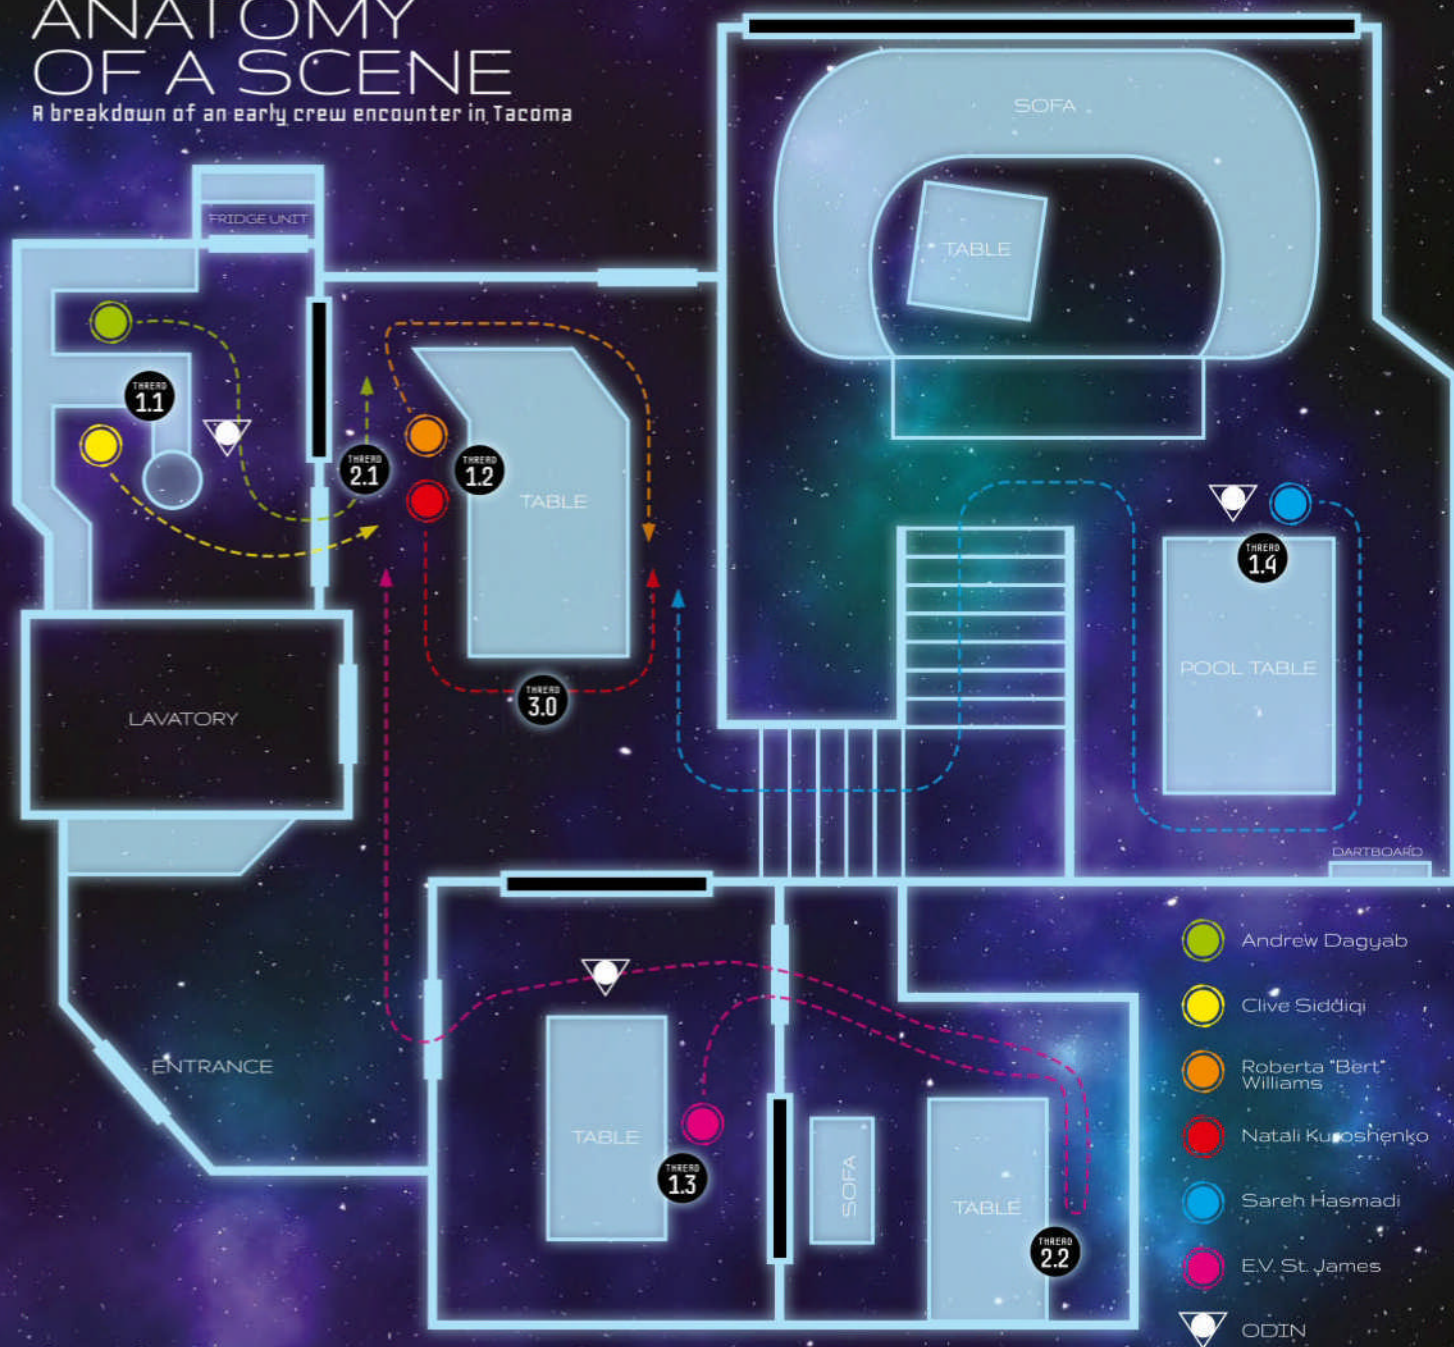 ANATOMY
OF A SCENE
A breakdown of an early crew encounter in Tacoma
SOFA
FRIDGE UNIT
TABLE
THREAD
1.1
THREAD
2.1
THREAD
1.2
TABLE
THREAD
1.4
POOL TABLE
THREAD
3.0
LAVATORY
DARTBOARD
ENTRANCE
TABLE
THREAD
1.3
SOFA
TABLE
THREAD
2.2
Andrew Dagyab
Clive Siddiqi
Roberta "Bert"
Williams
Natali Kuroshenko
Sareh Hasmadi
E.V. St. James
ODIN